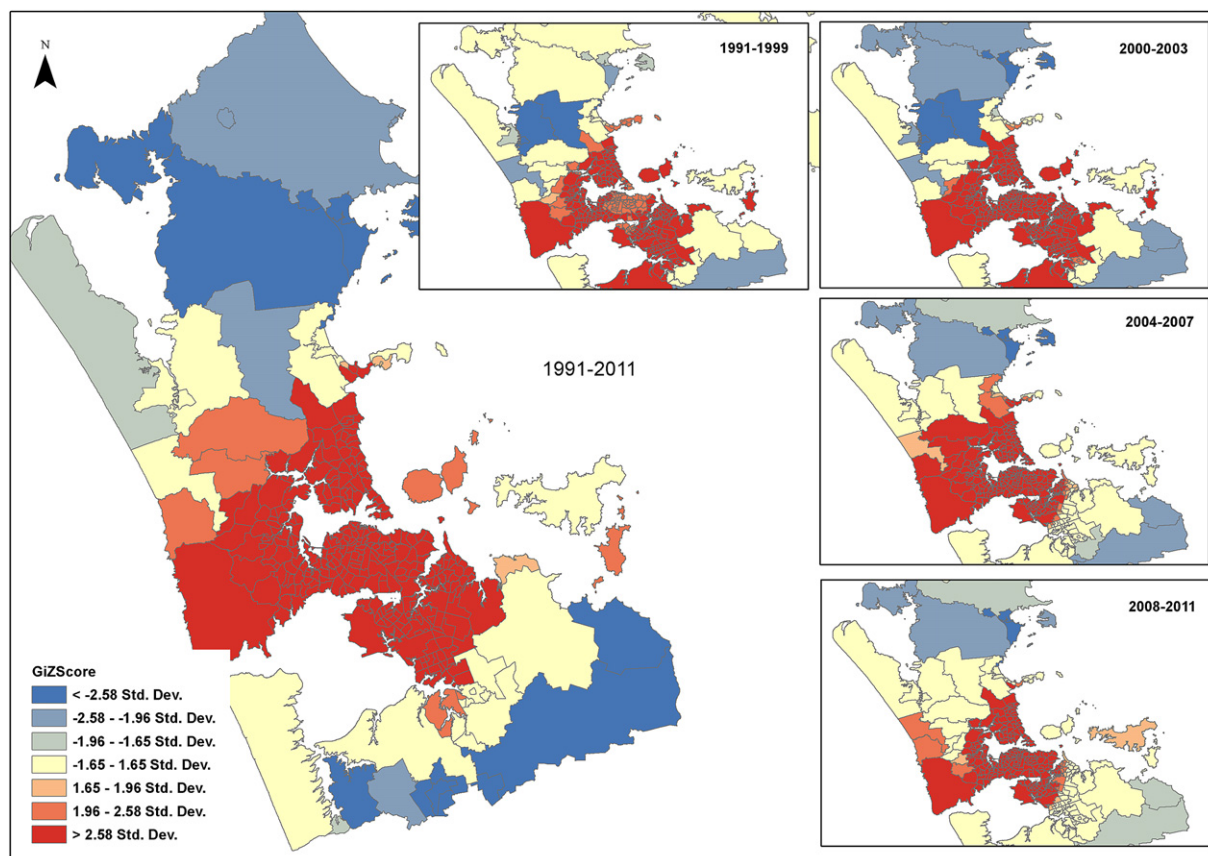 N
1991-1999
2000-2003
1991-2011
2004-2007
2008-2011
GiZScore
< -2.58 Std. Dev.
-2.58 - -1.96 Std. Dev.
-1.96 - -1.65 Std. Dev.
-1.65 - 1.65 Std. Dev.
1.65 - 1.96 Std. Dev.
1.96 - 2.58 Std. Dev.
> 2.58 Std. Dev.